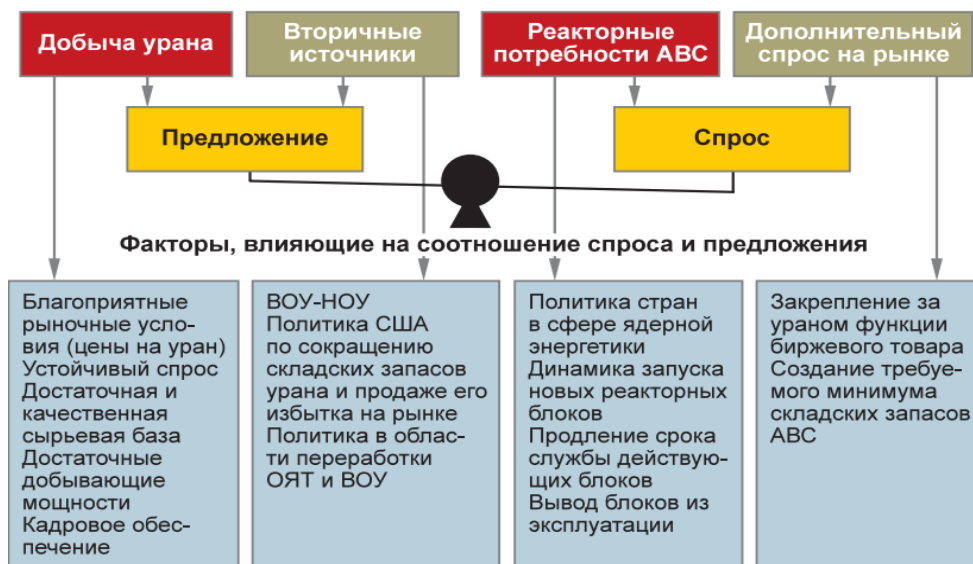 Добыча урана
Вторичные
источники
Реакторные
потребности АВС
Дополнительный
спрос на рынке
Предложение
Спрос
Факторы, влияющие на соотношение спроса и предложения
Благоприятные
рыночные усло-
вия (цены на уран)
Устойчивый спрос
Достаточная и
качественная
сырьевая база
Достаточные
добывающие
мощности
Кадровое обес-
печение
ВОУ-НОУ
Политика США
по сокращению
складских запасов
урана и продаже его
избытка на рынке
Политика в облас-
ти переработки
ОЯТ и ВОУ
Политика стран
в сфере ядерной
энергетики
Динамика запуска
новых реакторных
блоков
Продление срока
службы действую-
щих блоков
Вывод блоков из
эксплуатации
Закрепление за
ураном функции
биржевого товара
Создание требуе-
мого минимума
складских запасов
АВС